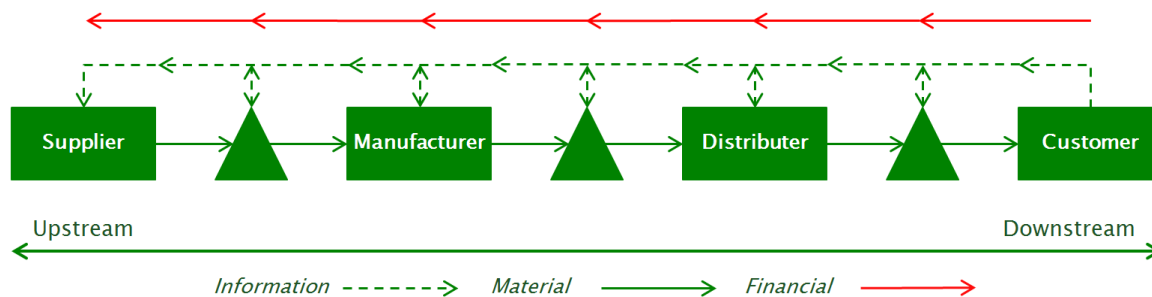 Supplier Manufacturer Distributer Customer
Upstream Downstream
Information Material Financial